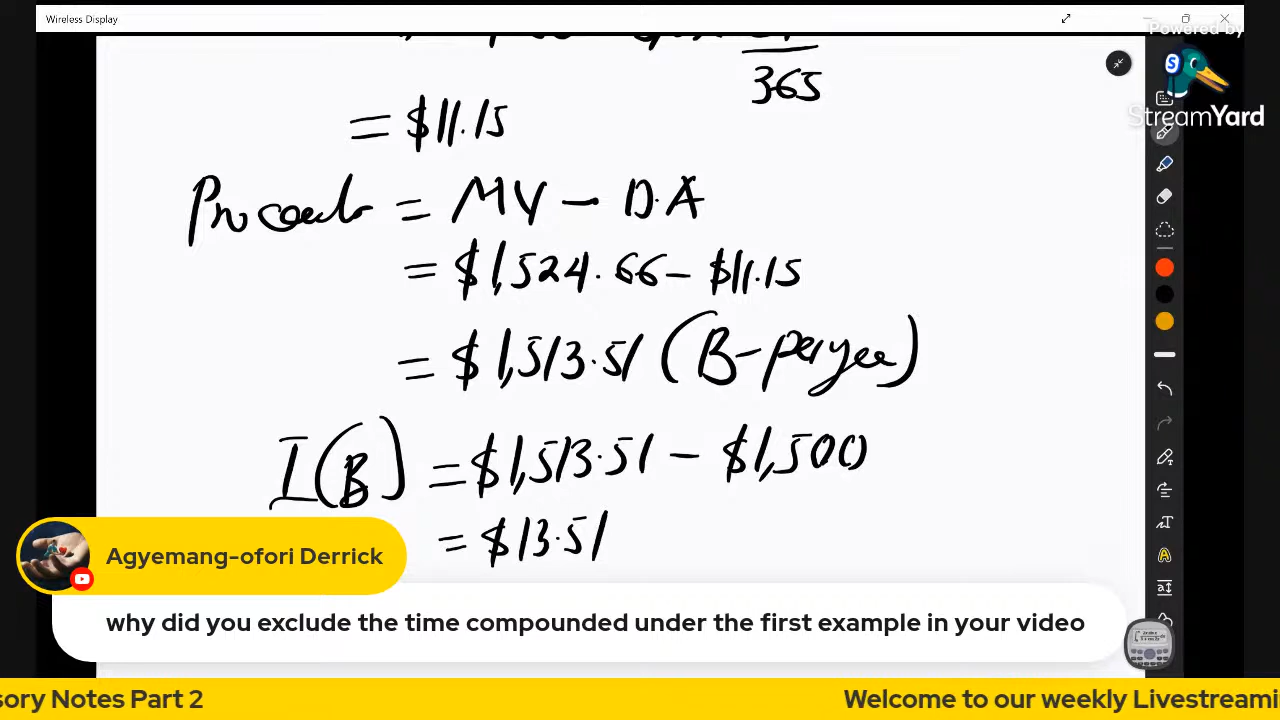 Wireless Display
Powered by
StreamYard
365
= $11.15
= MV - D.A
= $1,524.66 - $11.15
= $1,513.51 (B-payee)
I(B) = $1,513.51 - $1,500
= $13.51
Agyemang-ofori Derrick
why did you exclude the time compounded under the first example in your video
sory Notes Part 2
Welcome to our weekly Livestreami